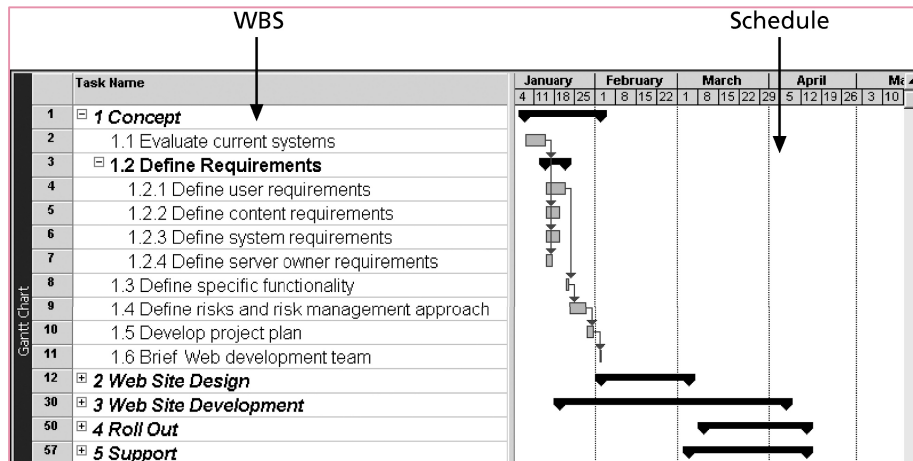 WBS Schedule
Task Name January February March April Ma
4 11 18 25 1 8 15 22 1 8 15 22 29 5 12 19 26 3 10
1 1 Concept
2 1.1 Evaluate current systems
3 1.2 Define Requirements
4 1.2.1 Define user requirements
5 1.2.2 Define content requirements
6 1.2.3 Define system requirements
7 1.2.4 Define server owner requirements
8 1.3 Define specific functionality
9 1.4 Define risks and risk management approach
10 1.5 Develop project plan
11 1.6 Brief Web development team
12 2 Web Site Design
30 3 Web Site Development
50 4 Roll Out
57 5 Support
Gantt Chart